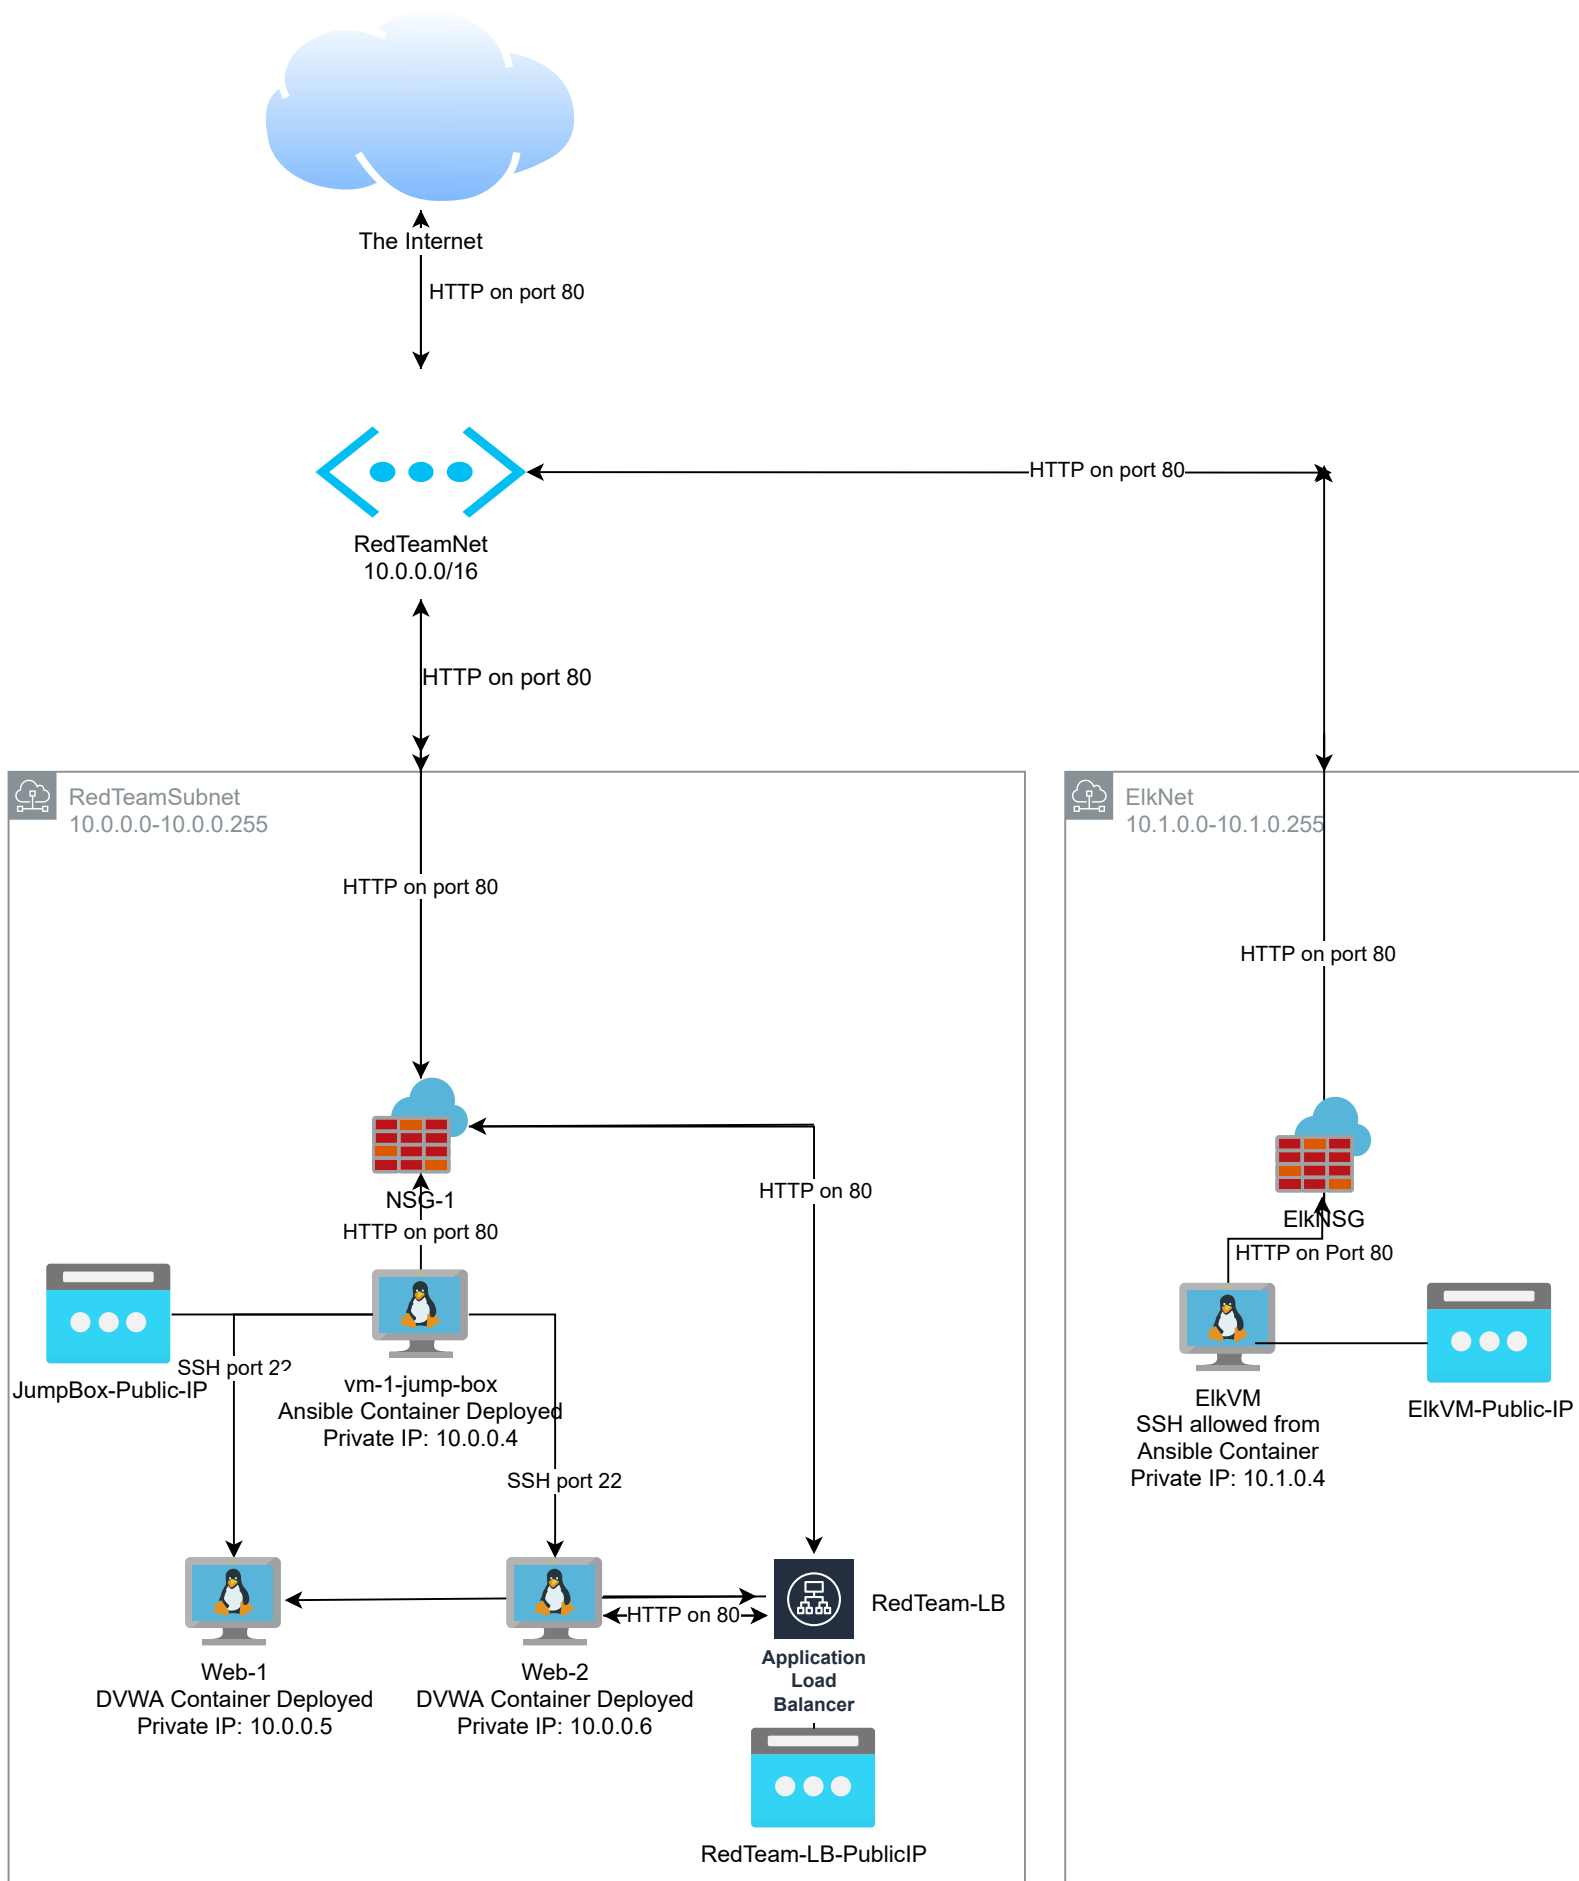 The Internet
HTTP on port 80
HTTP on port 80
RedTeamNet
10.0.0.0/16
HTTP on port 80
RedTeamSubnet
10.0.0.0-10.0.0.255
ElkNet
10.1.0.0-10.1.0.255
HTTP on port 80
HTTP on port 80
NSG-1
HTTP on port 80
HTTP on 80
ElkNSG
HTTP on Port 80
JumpBox-Public-IP
SSH port 22
vm-1-jump-box
Ansible Container Deployed
Private IP: 10.0.0.4
SSH port 22
ElkVM
SSH allowed from
Ansible Container
Private IP: 10.1.0.4
ElkVM-Public-IP
HTTP on 80
RedTeam-LB
Application
Load
Balancer
Web-1
DVWA Container Deployed
Private IP: 10.0.0.5
Web-2
DVWA Container Deployed
Private IP: 10.0.0.6
RedTeam-LB-PublicIP